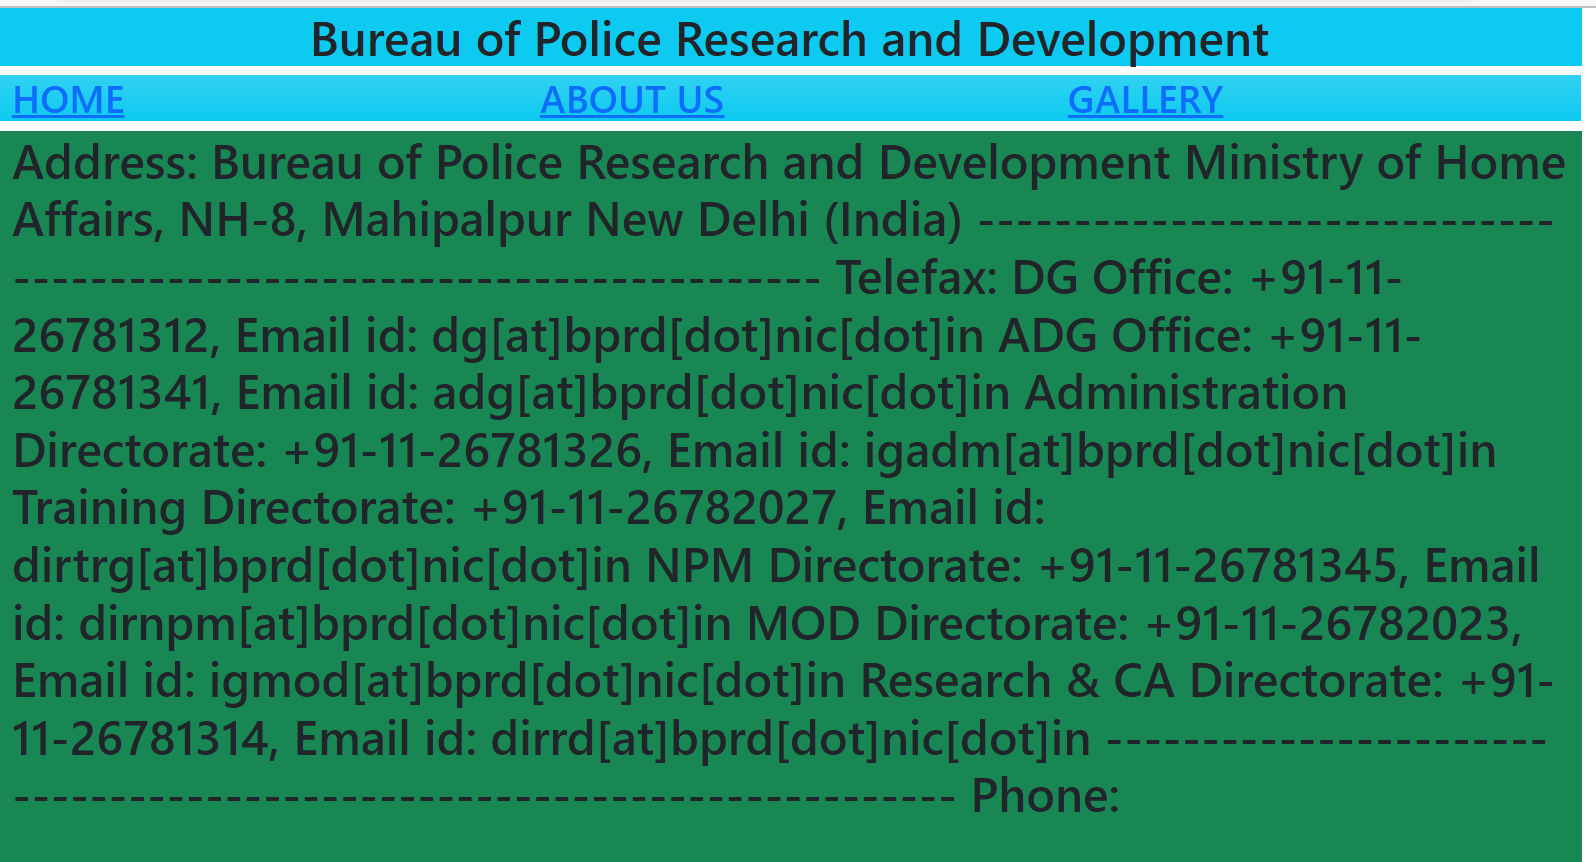 Bureau of Police Research and Development
HOME ABOUT US GALLERY
Address: Bureau of Police Research and Development Ministry of Home
Affairs, NH-8, Mahipalpur New Delhi (India) ------------------------------
------------------------------------------ Telefax: DG Office: +91-11-
26781312, Email id: dg[at]bprd[dot]nic[dot]in ADG Office: +91-11-
26781341, Email id: adg[at]bprd[dot]nic[dot]in Administration
Directorate: +91-11-26781326, Email id: igadm[at]bprd[dot]nic[dot]in
Training Directorate: +91-11-26782027, Email id:
dirtrg[at]bprd[dot]nic[dot]in NPM Directorate: +91-11-26781345, Email
id: dirnpm[at]bprd[dot]nic[dot]in MOD Directorate: +91-11-26782023,
Email id: igmod[at]bprd[dot]nic[dot]in Research & CA Directorate: +91-
11-26781314, Email id: dirrd[at]bprd[dot]nic[dot]in -----------------------
------------------------------------------------- Phone: